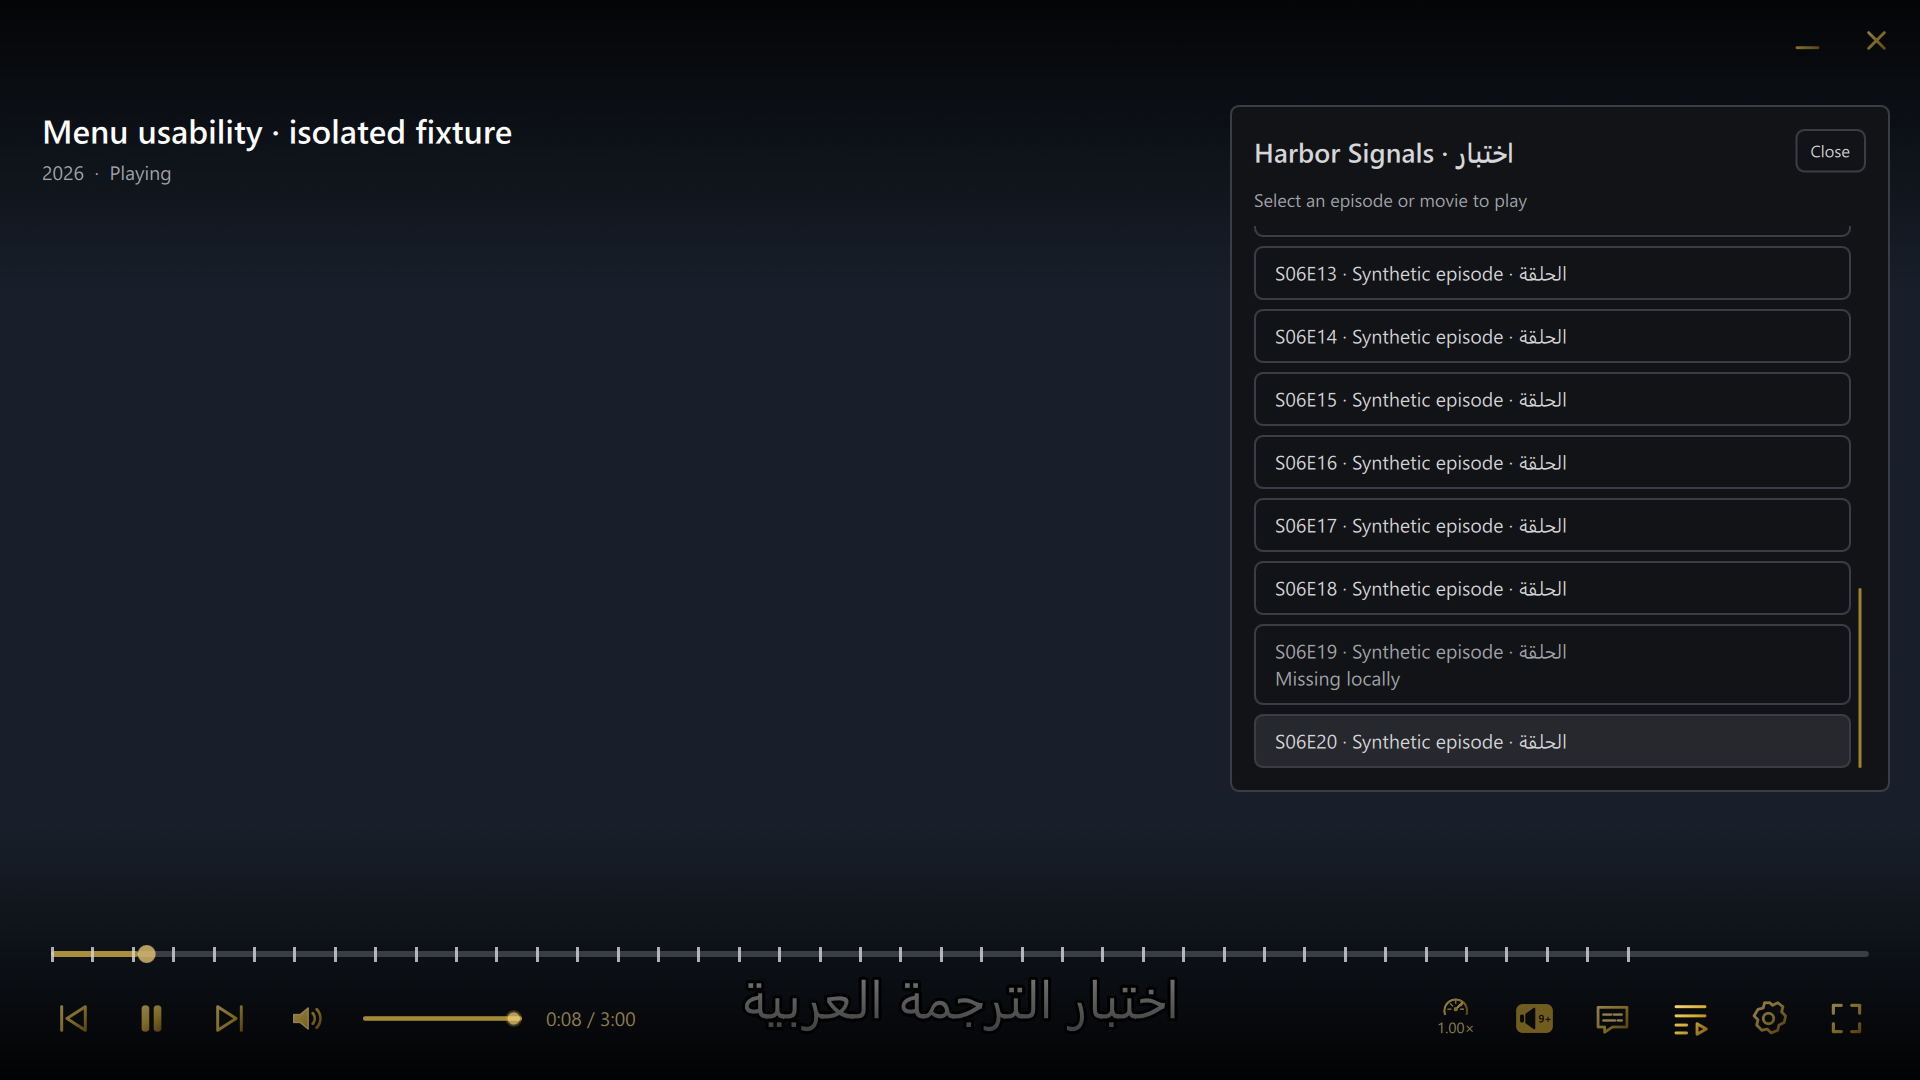 Menu usability · isolated fixture
2026 · Playing
Harbor Signals · اختبار
Close
Select an episode or movie to play
S06E13 · Synthetic episode · الحلقة
S06E14 · Synthetic episode · الحلقة
S06E15 · Synthetic episode · الحلقة
S06E16 · Synthetic episode · الحلقة
S06E17 · Synthetic episode · الحلقة
S06E18 · Synthetic episode · الحلقة
S06E19 · Synthetic episode · الحلقة
Missing locally
S06E20 · Synthetic episode · الحلقة
اختبار الترجمة العربية
0:08 / 3:00
1.00×
9+